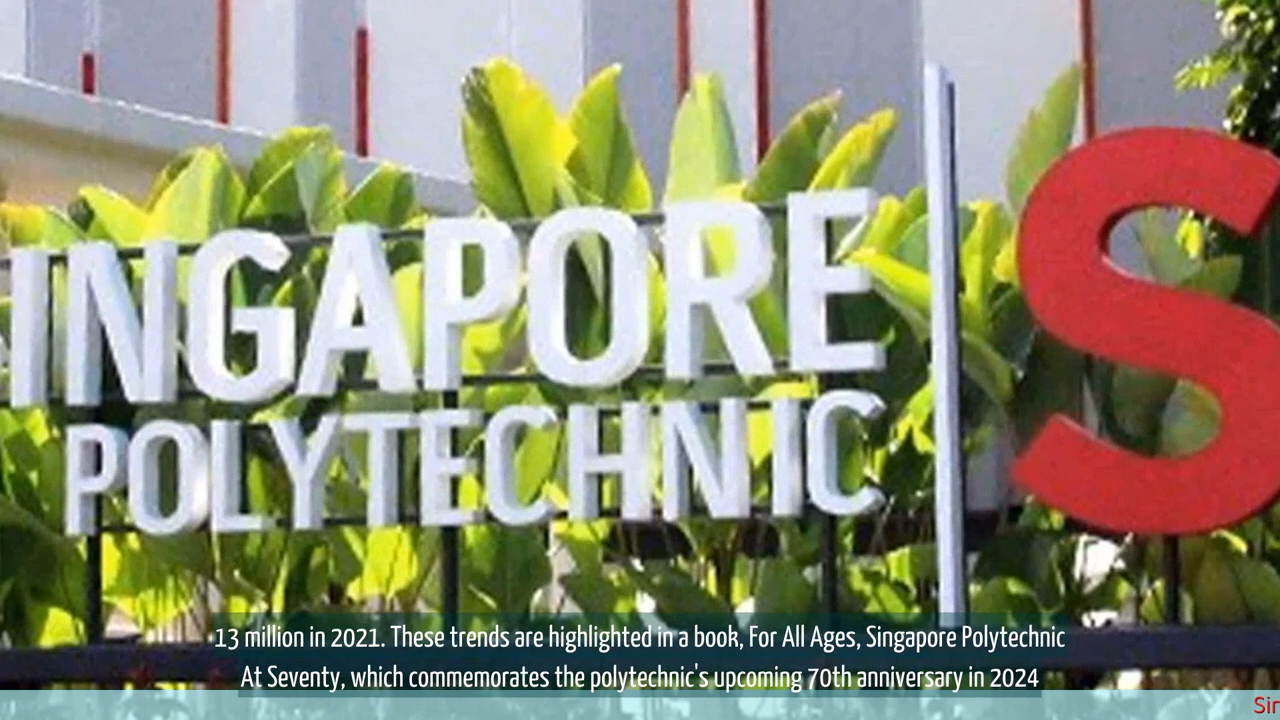 INGAPORE
POLYTECHNIC
S
13 million in 2021. These trends are highlighted in a book, For All Ages, Singapore Polytechnic
At Seventy, which commemorates the polytechnic's upcoming 70th anniversary in 2024
Sin